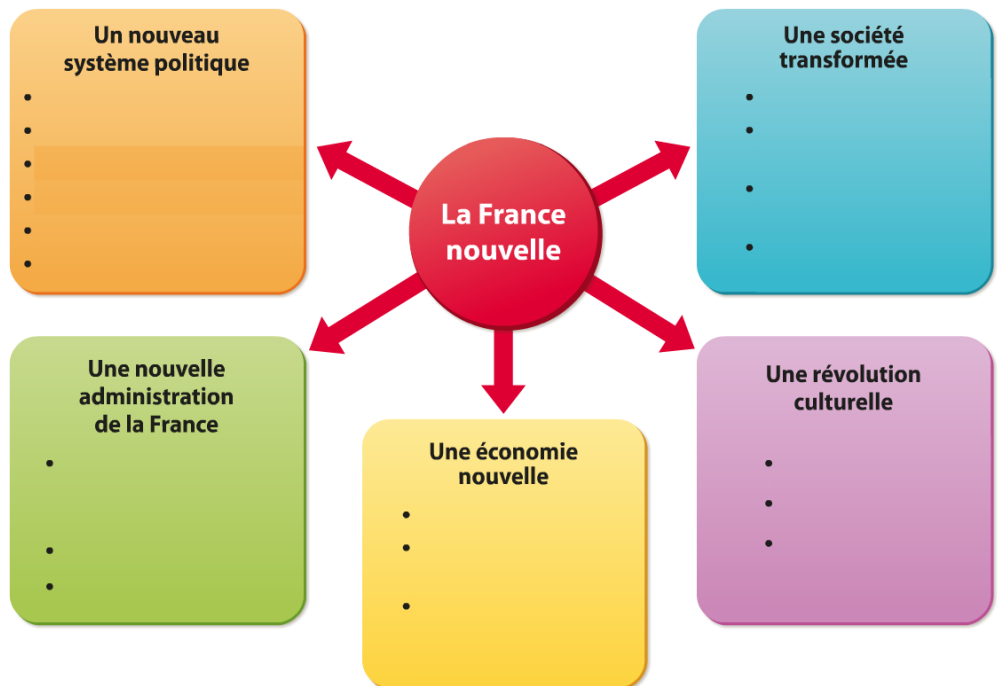 Un nouveau
système politique
•
•
•
•
•
•
Une société
transformée
•
•
•
•
La France
nouvelle
Une nouvelle
administration
de la France
•
•
•
Une économie
nouvelle
•
•
•
Une révolution
culturelle
•
•
•